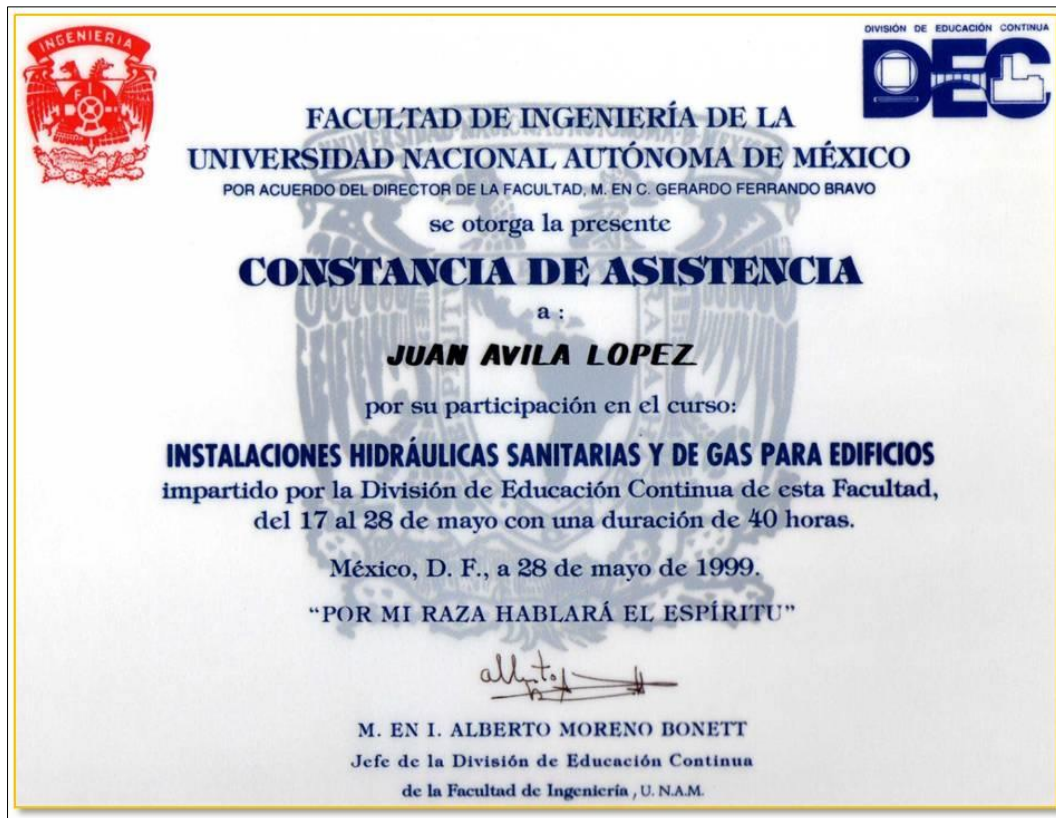 INGENIERIA
DIVISIÓN DE EDUCACIÓN CONTINUA
DEC
FACULTAD DE INGENIERÍA DE LA
UNIVERSIDAD NACIONAL AUTÓNOMA DE MÉXICO
POR ACUERDO DEL DIRECTOR DE LA FACULTAD, M. EN C. GERARDO FERRANDO BRAVO
se otorga la presente
CONSTANCIA DE ASISTENCIA
a :
JUAN AVILA LOPEZ
por su participación en el curso:
INSTALACIONES HIDRÁULICAS SANITARIAS Y DE GAS PARA EDIFICIOS
impartido por la División de Educación Continua de esta Facultad,
del 17 al 28 de mayo con una duración de 40 horas.
México, D. F., a 28 de mayo de 1999.
“POR MI RAZA HABLARÁ EL ESPÍRITU”
M. EN I. ALBERTO MORENO BONETT
Jefe de la División de Educación Continua
de la Facultad de Ingeniería , U. N.A.M.